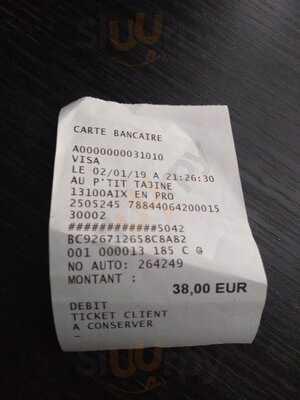 CARTE BANCAIRE
A0000000031010
VISA
LE 02/01/19 A 21:26:30
AU P'TIT TAJINE
13100AIX EN PRO
2505245 78844064200015
30002
############5042
BC926712658C8A82
001 000013 185 C @
NO AUTO: 264249
MONTANT :
38,00 EUR
DEBIT
TICKET CLIENT
A CONSERVER